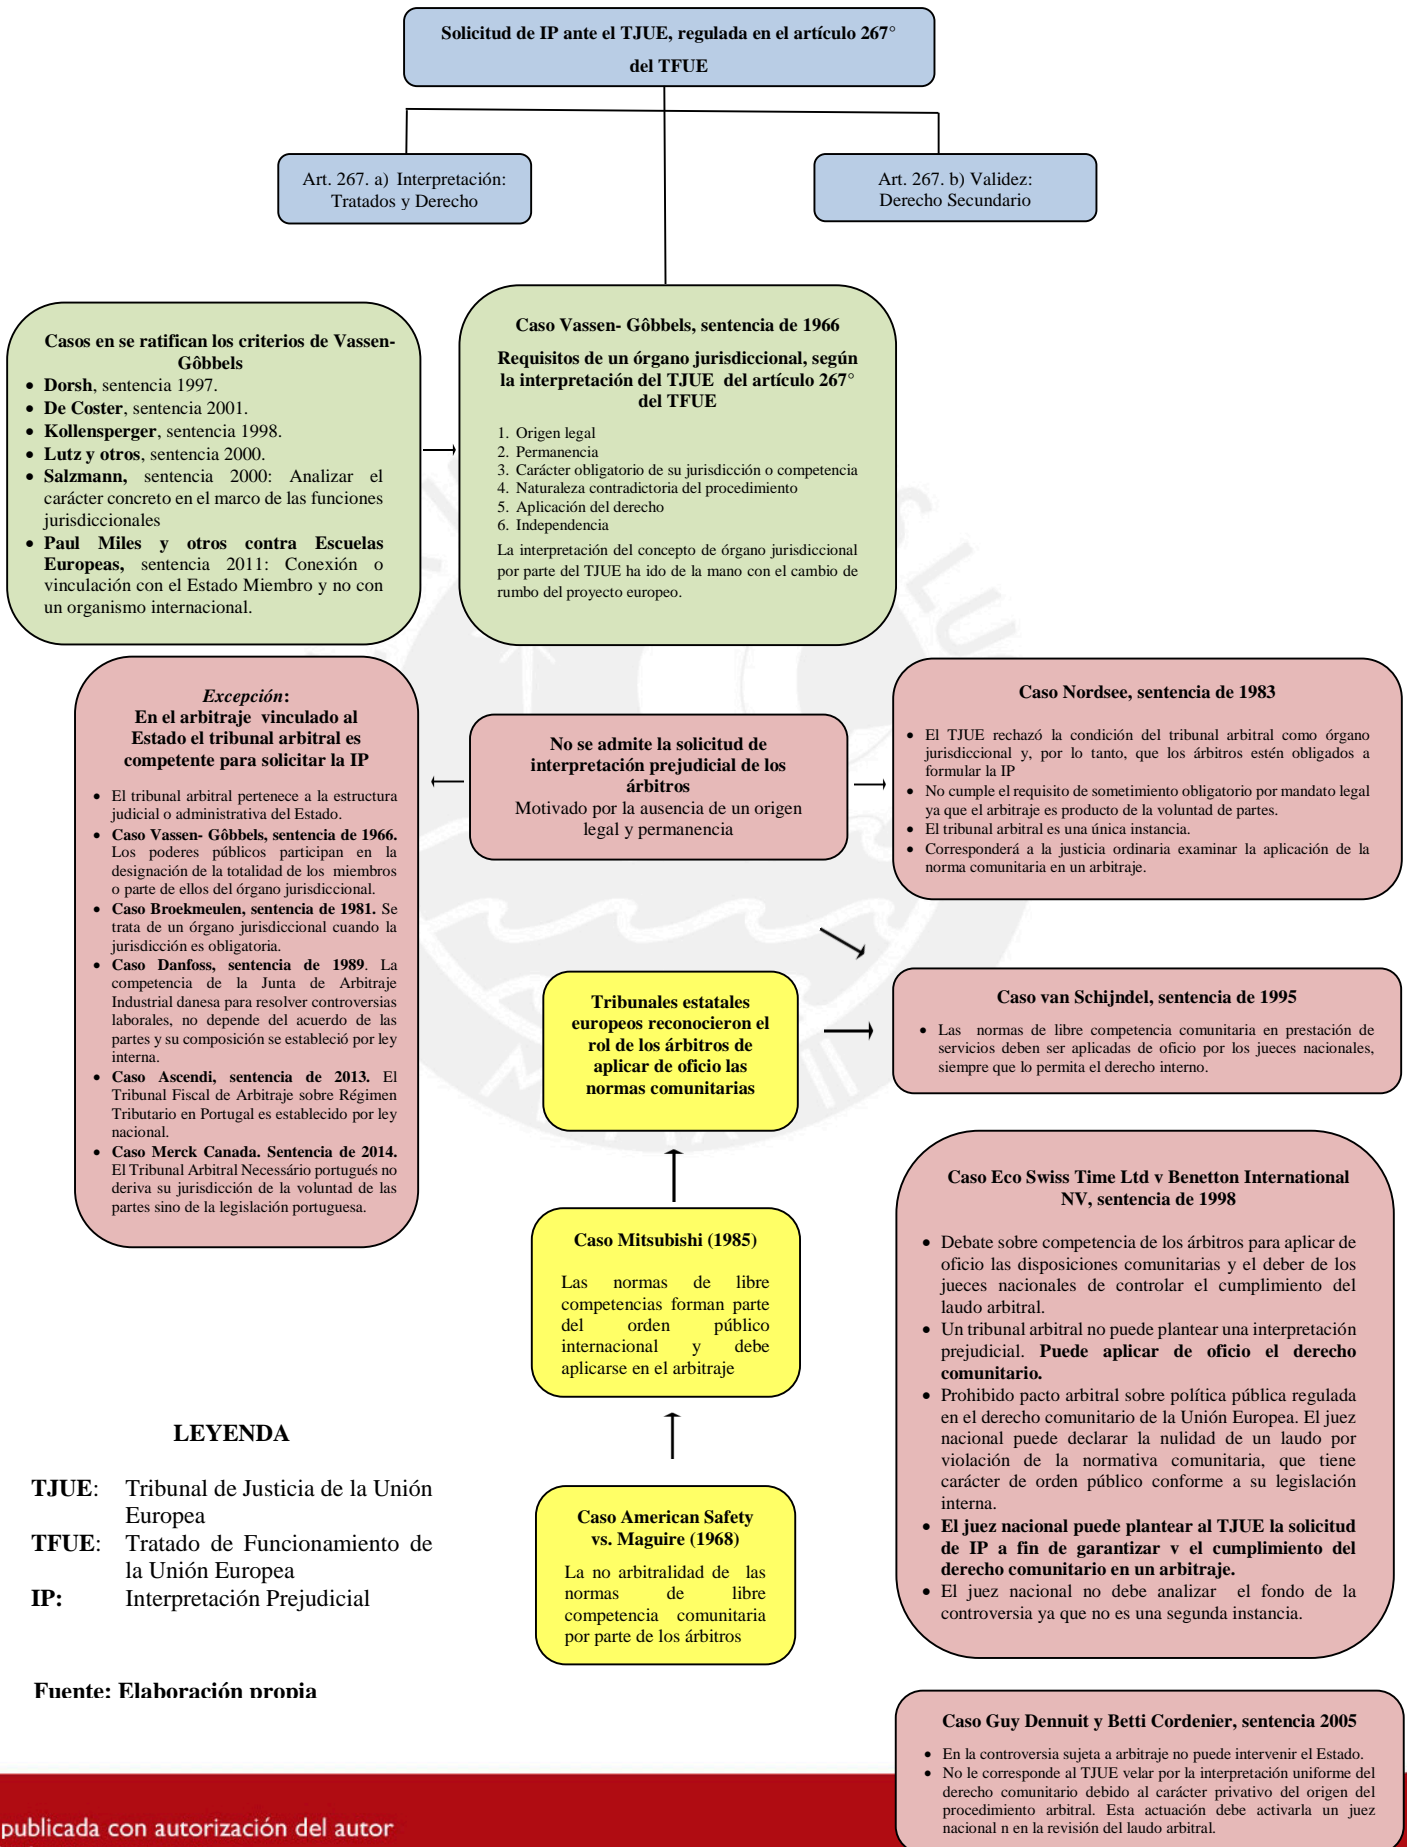 Solicitud de IP ante el TJUE, regulada en el artículo 267°
del TFUE
Art. 267. a) Interpretación:
Tratados y Derecho
Art. 267. b) Validez:
Derecho Secundario
Casos en se ratifican los criterios de Vassen-
Gôbbels
• Dorsh, sentencia 1997.
• De Coster, sentencia 2001.
• Kollensperger, sentencia 1998.
• Lutz y otros, sentencia 2000.
• Salzmann, sentencia 2000: Analizar el
carácter concreto en el marco de las funciones
jurisdiccionales
• Paul Miles y otros contra Escuelas
Europeas, sentencia 2011: Conexión o
vinculación con el Estado Miembro y no con
un organismo internacional.
Caso Vassen- Gôbbels, sentencia de 1966
Requisitos de un órgano jurisdiccional, según
la interpretación del TJUE del artículo 267°
del TFUE
1. Origen legal
2. Permanencia
3. Carácter obligatorio de su jurisdicción o competencia
4. Naturaleza contradictoria del procedimiento
5. Aplicación del derecho
6. Independencia
La interpretación del concepto de órgano jurisdiccional
por parte del TJUE ha ido de la mano con el cambio de
rumbo del proyecto europeo.
Excepción:
En el arbitraje vinculado al
Estado el tribunal arbitral es
competente para solicitar la IP
• El tribunal arbitral pertenece a la estructura
judicial o administrativa del Estado.
• Caso Vassen- Gôbbels, sentencia de 1966.
Los poderes públicos participan en la
designación de la totalidad de los miembros
o parte de ellos del órgano jurisdiccional.
• Caso Broekmeulen, sentencia de 1981. Se
trata de un órgano jurisdiccional cuando la
jurisdicción es obligatoria.
• Caso Danfoss, sentencia de 1989. La
competencia de la Junta de Arbitraje
Industrial danesa para resolver controversias
laborales, no depende del acuerdo de las
partes y su composición se estableció por ley
interna.
• Caso Ascendi, sentencia de 2013. El
Tribunal Fiscal de Arbitraje sobre Régimen
Tributario en Portugal es establecido por ley
nacional.
• Caso Merck Canada. Sentencia de 2014.
El Tribunal Arbitral Necessário portugués no
deriva su jurisdicción de la voluntad de las
partes sino de la legislación portuguesa.
No se admite la solicitud de
interpretación prejudicial de los
árbitros
Motivado por la ausencia de un origen
legal y permanencia
Caso Nordsee, sentencia de 1983
• El TJUE rechazó la condición del tribunal arbitral como órgano
jurisdiccional y, por lo tanto, que los árbitros estén obligados a
formular la IP
• No cumple el requisito de sometimiento obligatorio por mandato legal
ya que el arbitraje es producto de la voluntad de partes.
• El tribunal arbitral es una única instancia.
• Corresponderá a la justicia ordinaria examinar la aplicación de la
norma comunitaria en un arbitraje.
Tribunales estatales
europeos reconocieron el
rol de los árbitros de
aplicar de oficio las
normas comunitarias
Caso van Schijndel, sentencia de 1995
• Las normas de libre competencia comunitaria en prestación de
servicios deben ser aplicadas de oficio por los jueces nacionales,
siempre que lo permita el derecho interno.
Caso Mitsubishi (1985)
Las normas de libre
competencias forman parte
del orden público
internacional y debe
aplicarse en el arbitraje
Caso Eco Swiss Time Ltd v Benetton International
NV, sentencia de 1998
• Debate sobre competencia de los árbitros para aplicar de
oficio las disposiciones comunitarias y el deber de los
jueces nacionales de controlar el cumplimiento del
laudo arbitral.
• Un tribunal arbitral no puede plantear una interpretación
prejudicial. Puede aplicar de oficio el derecho
comunitario.
• Prohibido pacto arbitral sobre política pública regulada
en el derecho comunitario de la Unión Europea. El juez
nacional puede declarar la nulidad de un laudo por
violación de la normativa comunitaria, que tiene
carácter de orden público conforme a su legislación
interna.
• El juez nacional puede plantear al TJUE la solicitud
de IP a fin de garantizar v el cumplimiento del
derecho comunitario en un arbitraje.
• El juez nacional no debe analizar el fondo de la
controversia ya que no es una segunda instancia.
Caso American Safety
vs. Maguire (1968)
La no arbitralidad de las
normas de libre
competencia comunitaria
por parte de los árbitros
LEYENDA
TJUE: Tribunal de Justicia de la Unión
Europea
TFUE: Tratado de Funcionamiento de
la Unión Europea
IP: Interpretación Prejudicial
Fuente: Elaboración propia
Caso Guy Dennuit y Betti Cordenier, sentencia 2005
• En la controversia sujeta a arbitraje no puede intervenir el Estado.
• No le corresponde al TJUE velar por la interpretación uniforme del
derecho comunitario debido al carácter privativo del origen del
procedimiento arbitral. Esta actuación debe activarla un juez
nacional n en la revisión del laudo arbitral.
publicada con autorización del autor